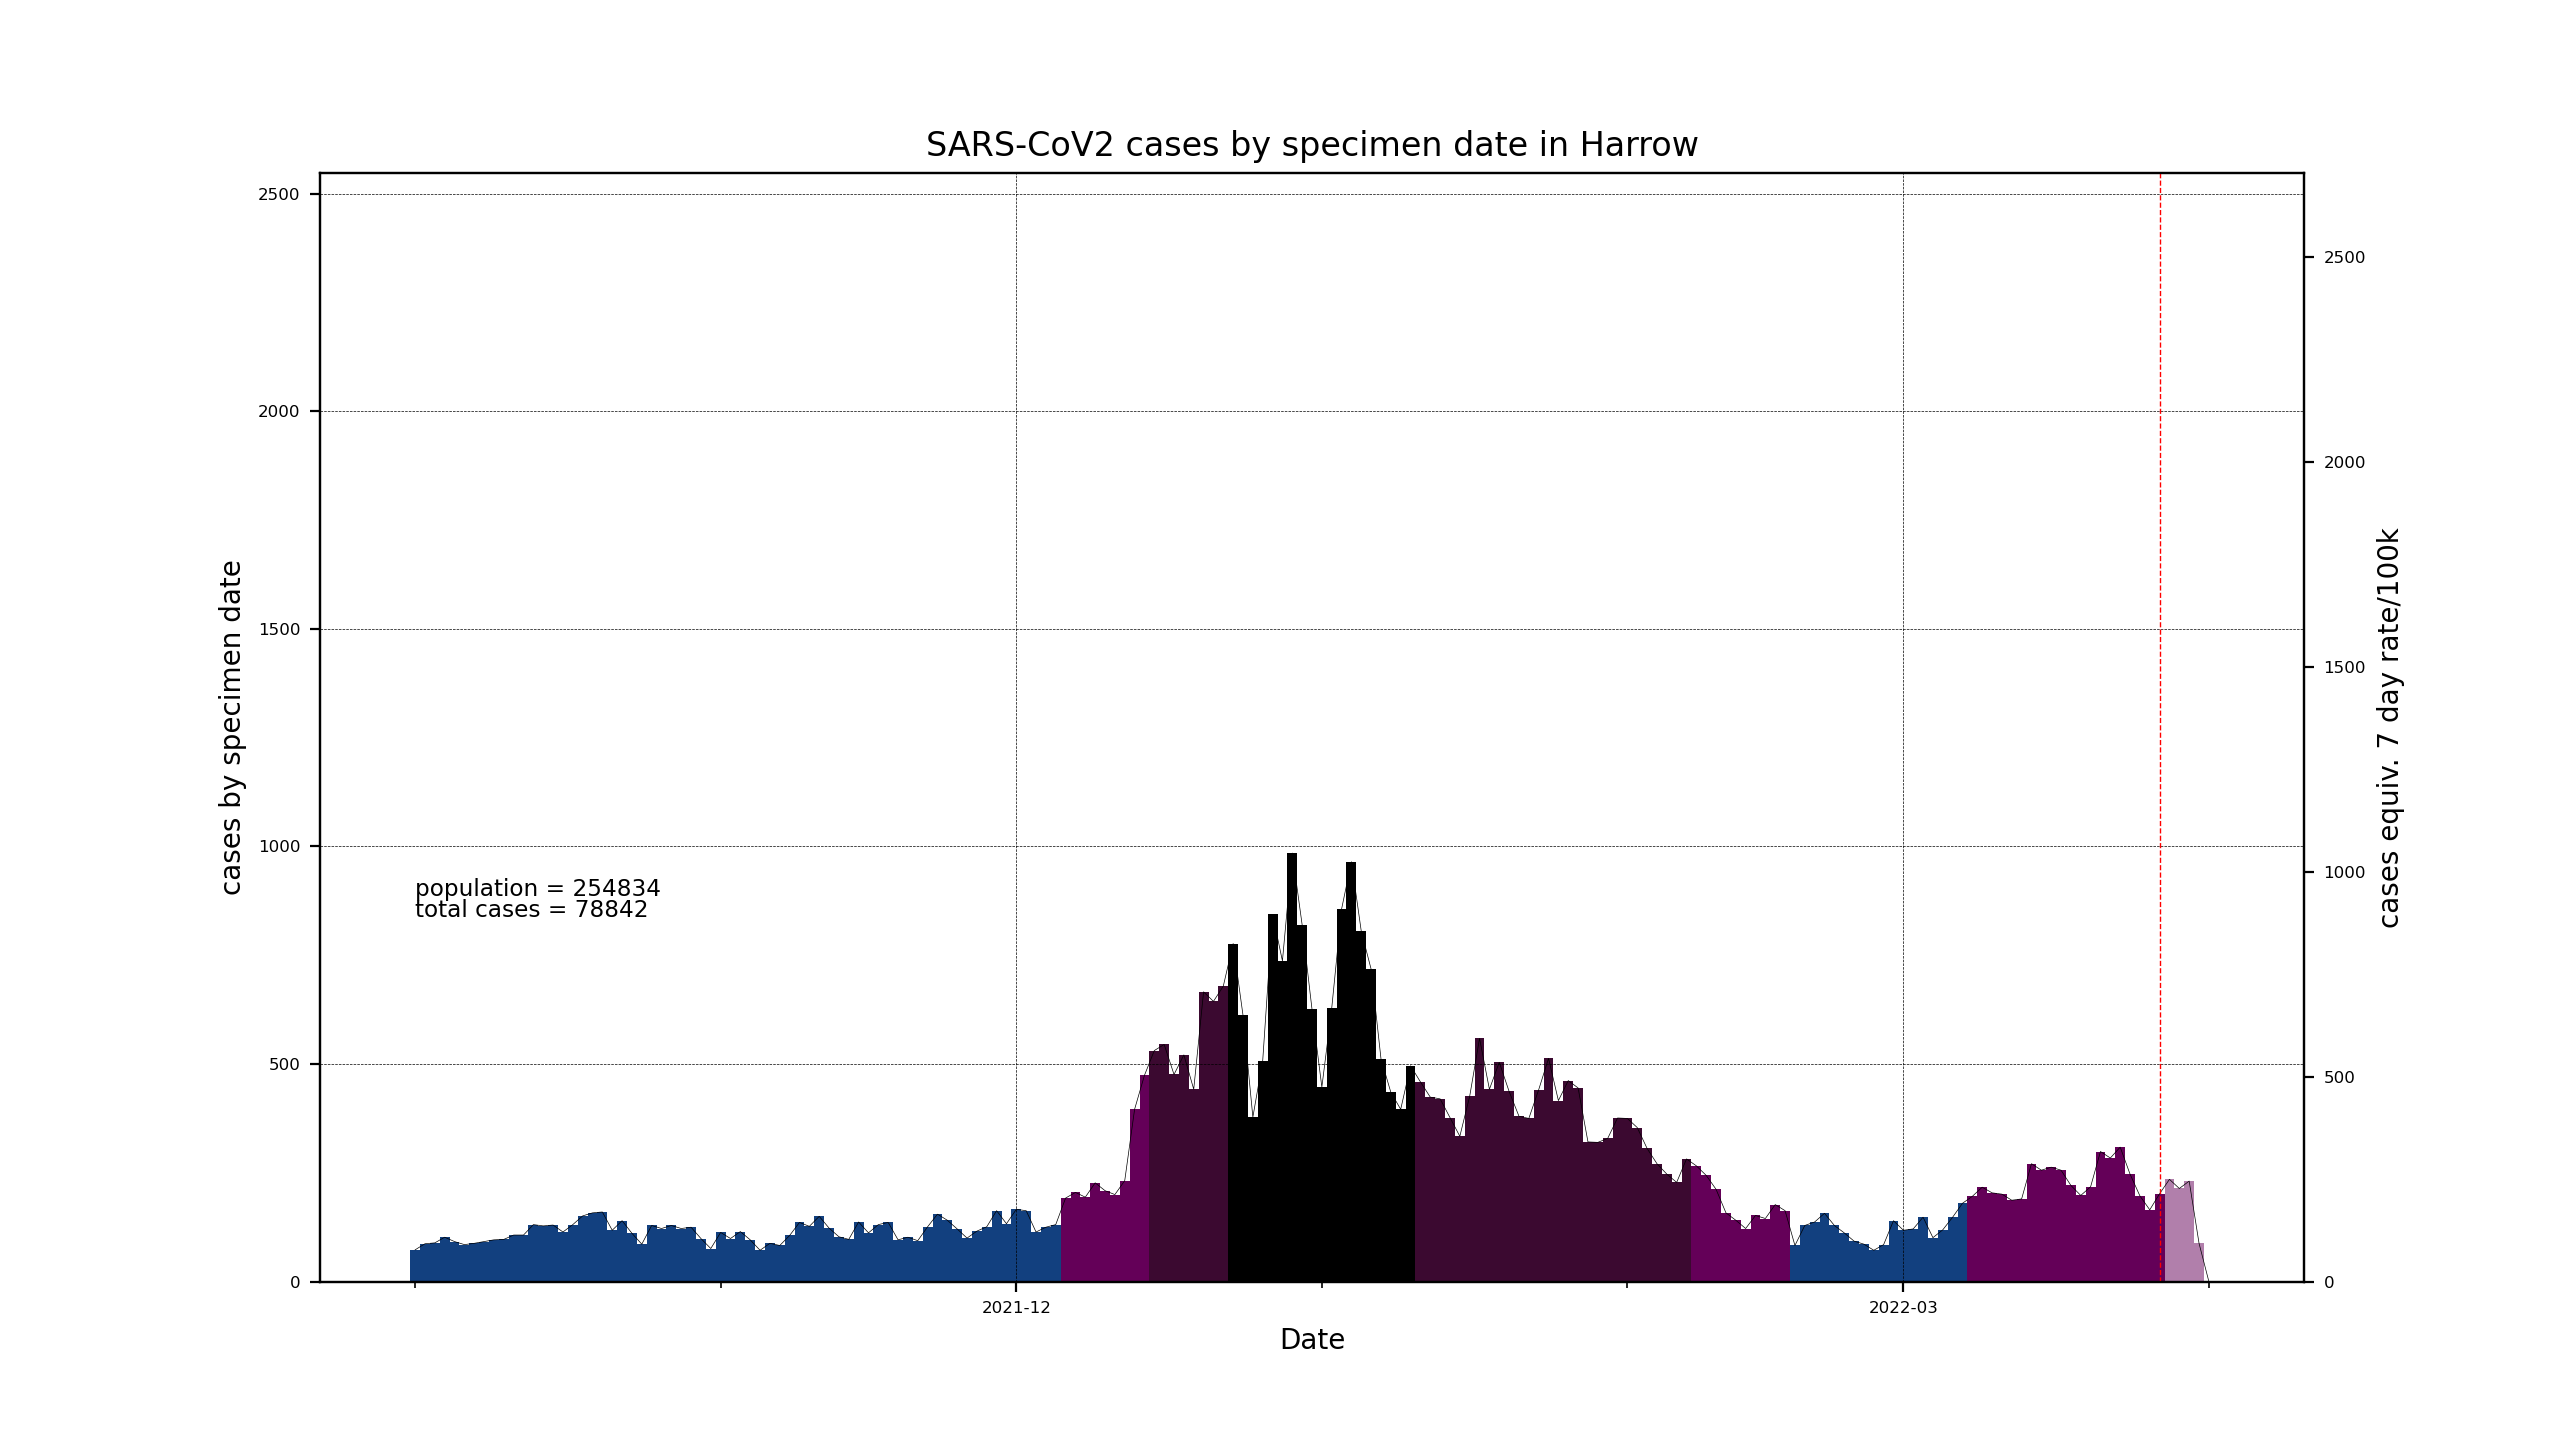 SARS-CoV2 cases by specimen date in Harrow
cases by specimen date
2500
2000
1500
1000
500
0
population = 254834
total cases = 78842
2500
2000
1500
1000
500
0
cases equiv. 7 day rate/100k
2021-12
2022-03
Date